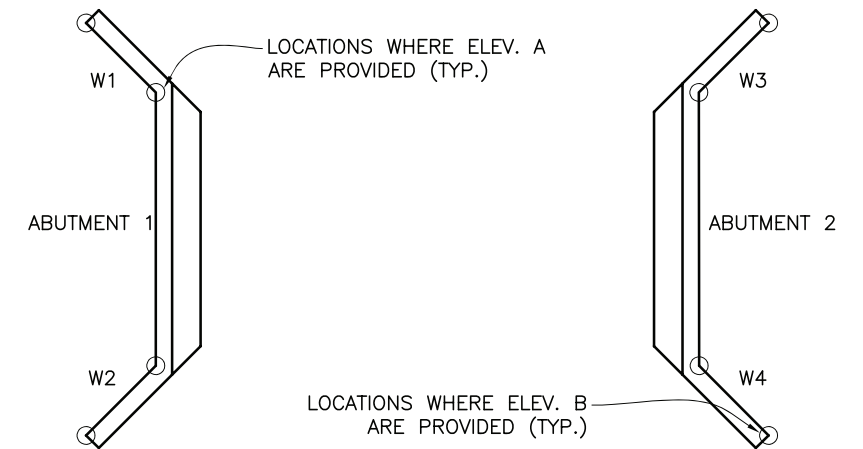 LOCATIONS WHERE ELEV. A
ARE PROVIDED (TYP.)
W1
W3
ABUTMENT 1
ABUTMENT 2
W2
W4
LOCATIONS WHERE ELEV. B
ARE PROVIDED (TYP.)